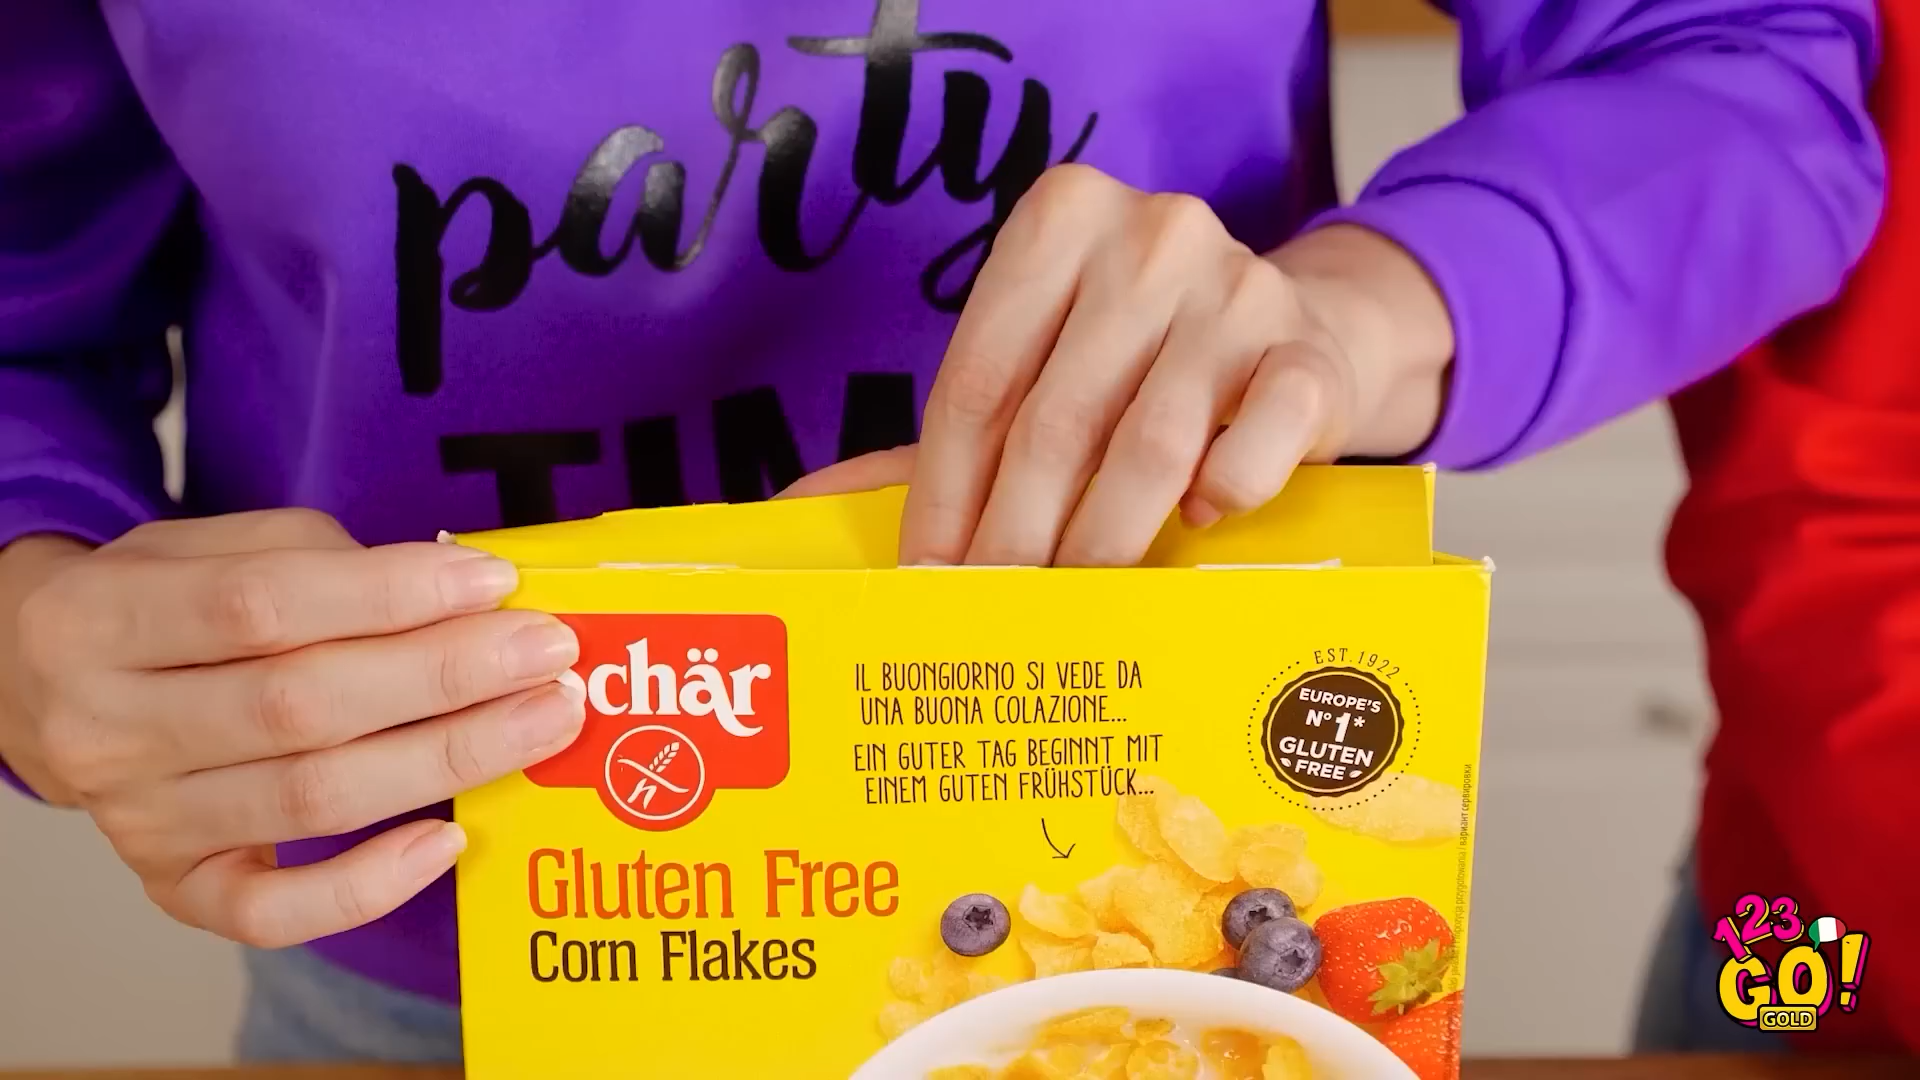 party
TIM
schär
IL BUONGIORNO SI VEDE DA
UNA BUONA COLAZIONE...
EIN GUTER TAG BEGINNT MIT
EINEM GUTEN FRÜHSTÜCK...
EST.1922
EUROPE'S
N° 1*
GLUTEN
FREE
Gluten Free
Corn Flakes
123
GO!
GOLD